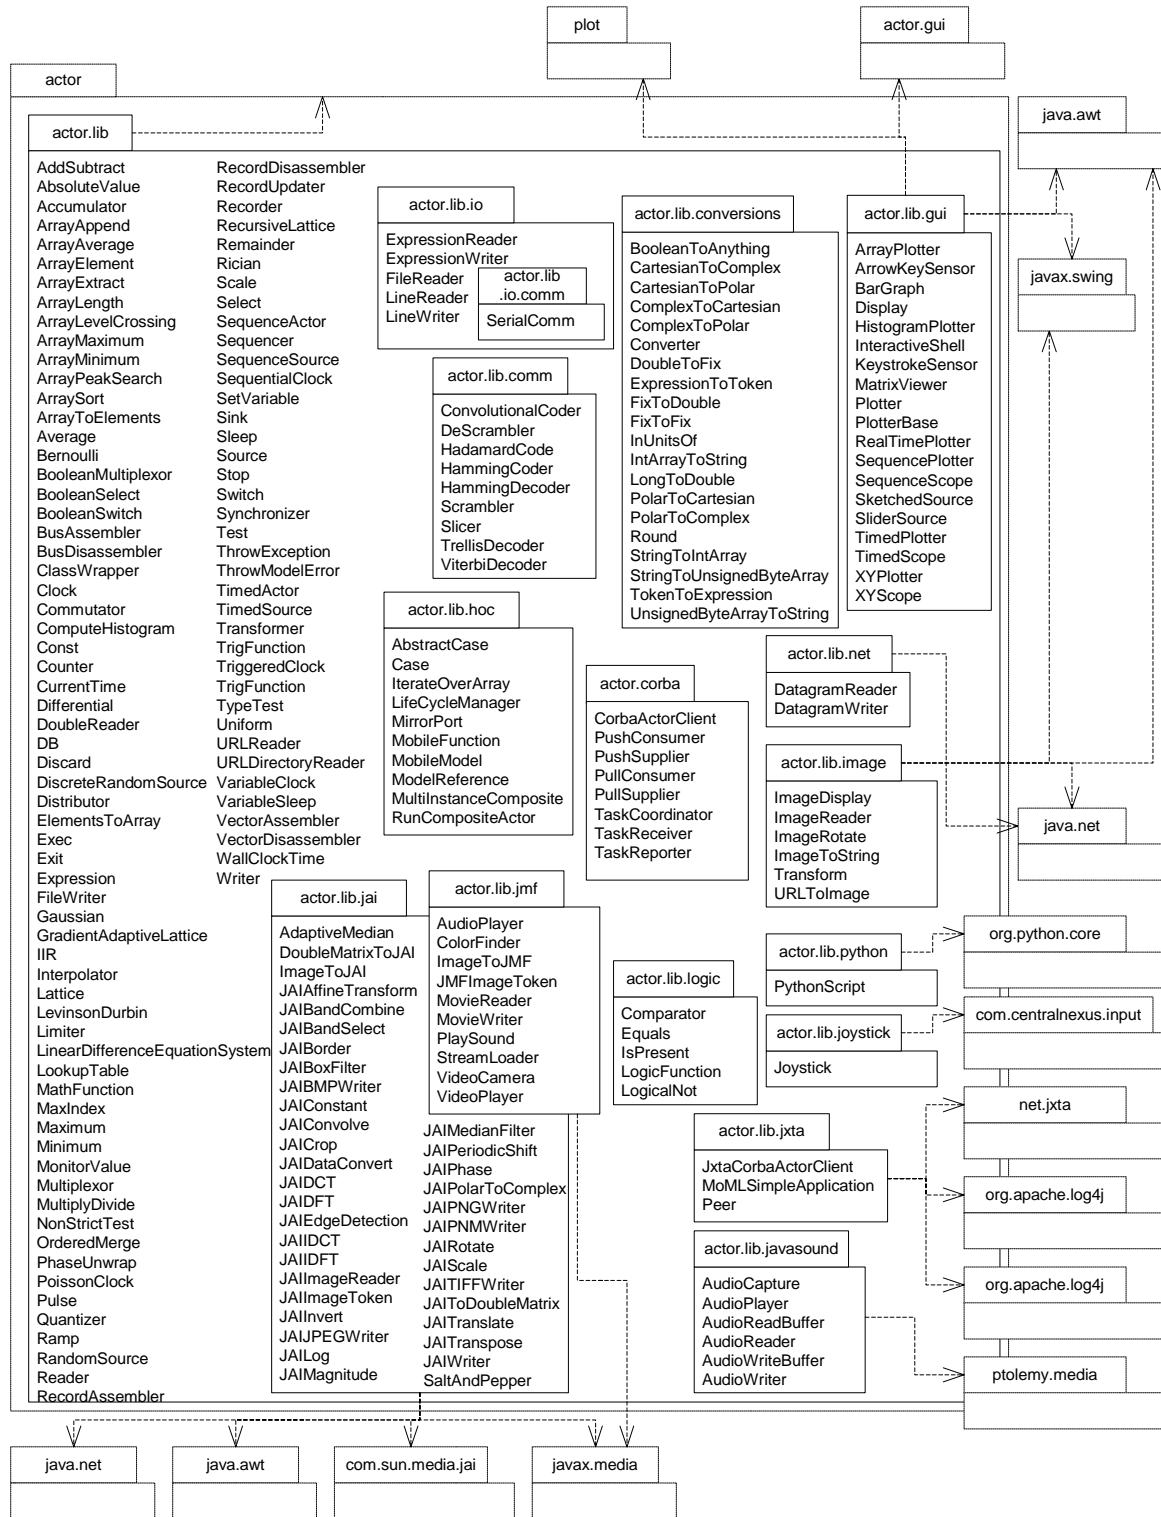 plot
actor.gui
actor
java.awt
actor.lib
AddSubtract
AbsoluteValue
Accumulator
ArrayAppend
ArrayAverage
ArrayElement
ArrayExtract
ArrayLength
ArrayLevelCrossing
ArrayMaximum
ArrayMinimum
ArrayPeakSearch
ArraySort
ArrayToElements
Average
Bernoulli
BooleanMultiplexor
BooleanSelect
BooleanSwitch
BusAssembler
BusDisassembler
ClassWrapper
Clock
Commutator
ComputeHistogram
Const
Counter
CurrentTime
Differential
DoubleReader
DB
Discard
DiscreteRandomSource
Distributor
ElementsToArray
Exec
Exit
Expression
FileWriter
Gaussian
GradientAdaptiveLattice
IIR
Interpolator
Lattice
LevinsonDurbin
Limiter
LinearDifferenceEquationSystem
LookupTable
MathFunction
MaxIndex
Maximum
Minimum
MonitorValue
Multiplexor
MultiplyDivide
NonStrictTest
OrderedMerge
PhaseUnwrap
PoissonClock
Pulse
Quantizer
Ramp
RandomSource
Reader
RecordAssembler
RecordDisassembler
RecordUpdater
Recorder
RecursiveLattice
Remainder
Rician
Scale
Select
SequenceActor
Sequencer
SequenceSource
SequentialClock
SetVariable
Sink
Sleep
Source
Stop
Switch
Synchronizer
Test
ThrowException
ThrowModelError
TimedActor
TimedSource
Transformer
TrigFunction
TriggeredClock
TrigFunction
TypeTest
Uniform
URLReader
URLDirectoryReader
VariableClock
VariableSleep
VectorAssembler
VectorDisassembler
WallClockTime
Writer
actor.lib.io
ExpressionReader
ExpressionWriter
FileReader
LineReader
LineWriter
actor.lib
.io.comm
SerialComm
actor.lib.comm
ConvolutionalCoder
DeScrambler
HadamardCode
HammingCoder
HammingDecoder
Scrambler
Slicer
TrellisDecoder
ViterbiDecoder
actor.lib.hoc
AbstractCase
Case
IterateOverArray
LifeCycleManager
MirrorPort
MobileFunction
MobileModel
ModelReference
MultiInstanceComposite
RunCompositeActor
actor.lib.conversions
BooleanToAnything
CartesianToComplex
CartesianToPolar
ComplexToCartesian
ComplexToPolar
Converter
DoubleToFix
ExpressionToToken
FixToDouble
FixToFix
InUnitsOf
IntArrayToString
LongToDouble
PolarToCartesian
PolarToComplex
Round
StringToIntArray
StringToUnsignedByteArray
TokenToExpression
UnsignedByteArrayToString
actor.lib.gui
ArrayPlotter
ArrowKeySensor
BarGraph
Display
HistogramPlotter
InteractiveShell
KeystrokeSensor
MatrixViewer
Plotter
PlotterBase
RealTimePlotter
SequencePlotter
SequenceScope
SketchedSource
SliderSource
TimedPlotter
TimedScope
XYPlotter
XYScope
javax.swing
actor.corba
CorbaActorClient
PushConsumer
PushSupplier
PullConsumer
PullSupplier
TaskCoordinator
TaskReceiver
TaskReporter
actor.lib.net
DatagramReader
DatagramWriter
actor.lib.image
ImageDisplay
ImageReader
ImageRotate
ImageToString
Transform
URLToImage
java.net
actor.lib.jai
AdaptiveMedian
DoubleMatrixToJAI
ImageToJAI
JAIAffineTransform
JAIBandCombine
JAIBandSelect
JAIBorder
JAIBoxFilter
JAIBMPWriter
JAIConstant
JAIConvolve
JAICrop
JAIDataConvert
JAIDCT
JAIDFT
JAIEdgeDetection
JAIIDCT
JAIIDFT
JAIImageReader
JAIImageToken
JAIInvert
JAIJPEGWriter
JAILog
JAIMagnitude
JAIMedianFilter
JAIPeriodicShift
JAIPhase
JAIPolarToComplex
JAIPNGWriter
JAIPNMWriter
JAIRotate
JAIScale
JAITIFFWriter
JAIToDoubleMatrix
JAITranslate
JAITranspose
JAIWriter
SaltAndPepper
actor.lib.jmf
AudioPlayer
ColorFinder
ImageToJMF
JMFImageToken
MovieReader
MovieWriter
PlaySound
StreamLoader
VideoCamera
VideoPlayer
actor.lib.logic
Comparator
Equals
IsPresent
LogicFunction
LogicalNot
actor.lib.python
PythonScript
org.python.core
actor.lib.joystick
Joystick
com.centralnexus.input
actor.lib.jxta
JxtaCorbaActorClient
MoMLSimpleApplication
Peer
net.jxta
org.apache.log4j
org.apache.log4j
actor.lib.javasound
AudioCapture
AudioPlayer
AudioReadBuffer
AudioReader
AudioWriteBuffer
AudioWriter
ptolemy.media
java.net
java.awt
com.sun.media.jai
javax.media